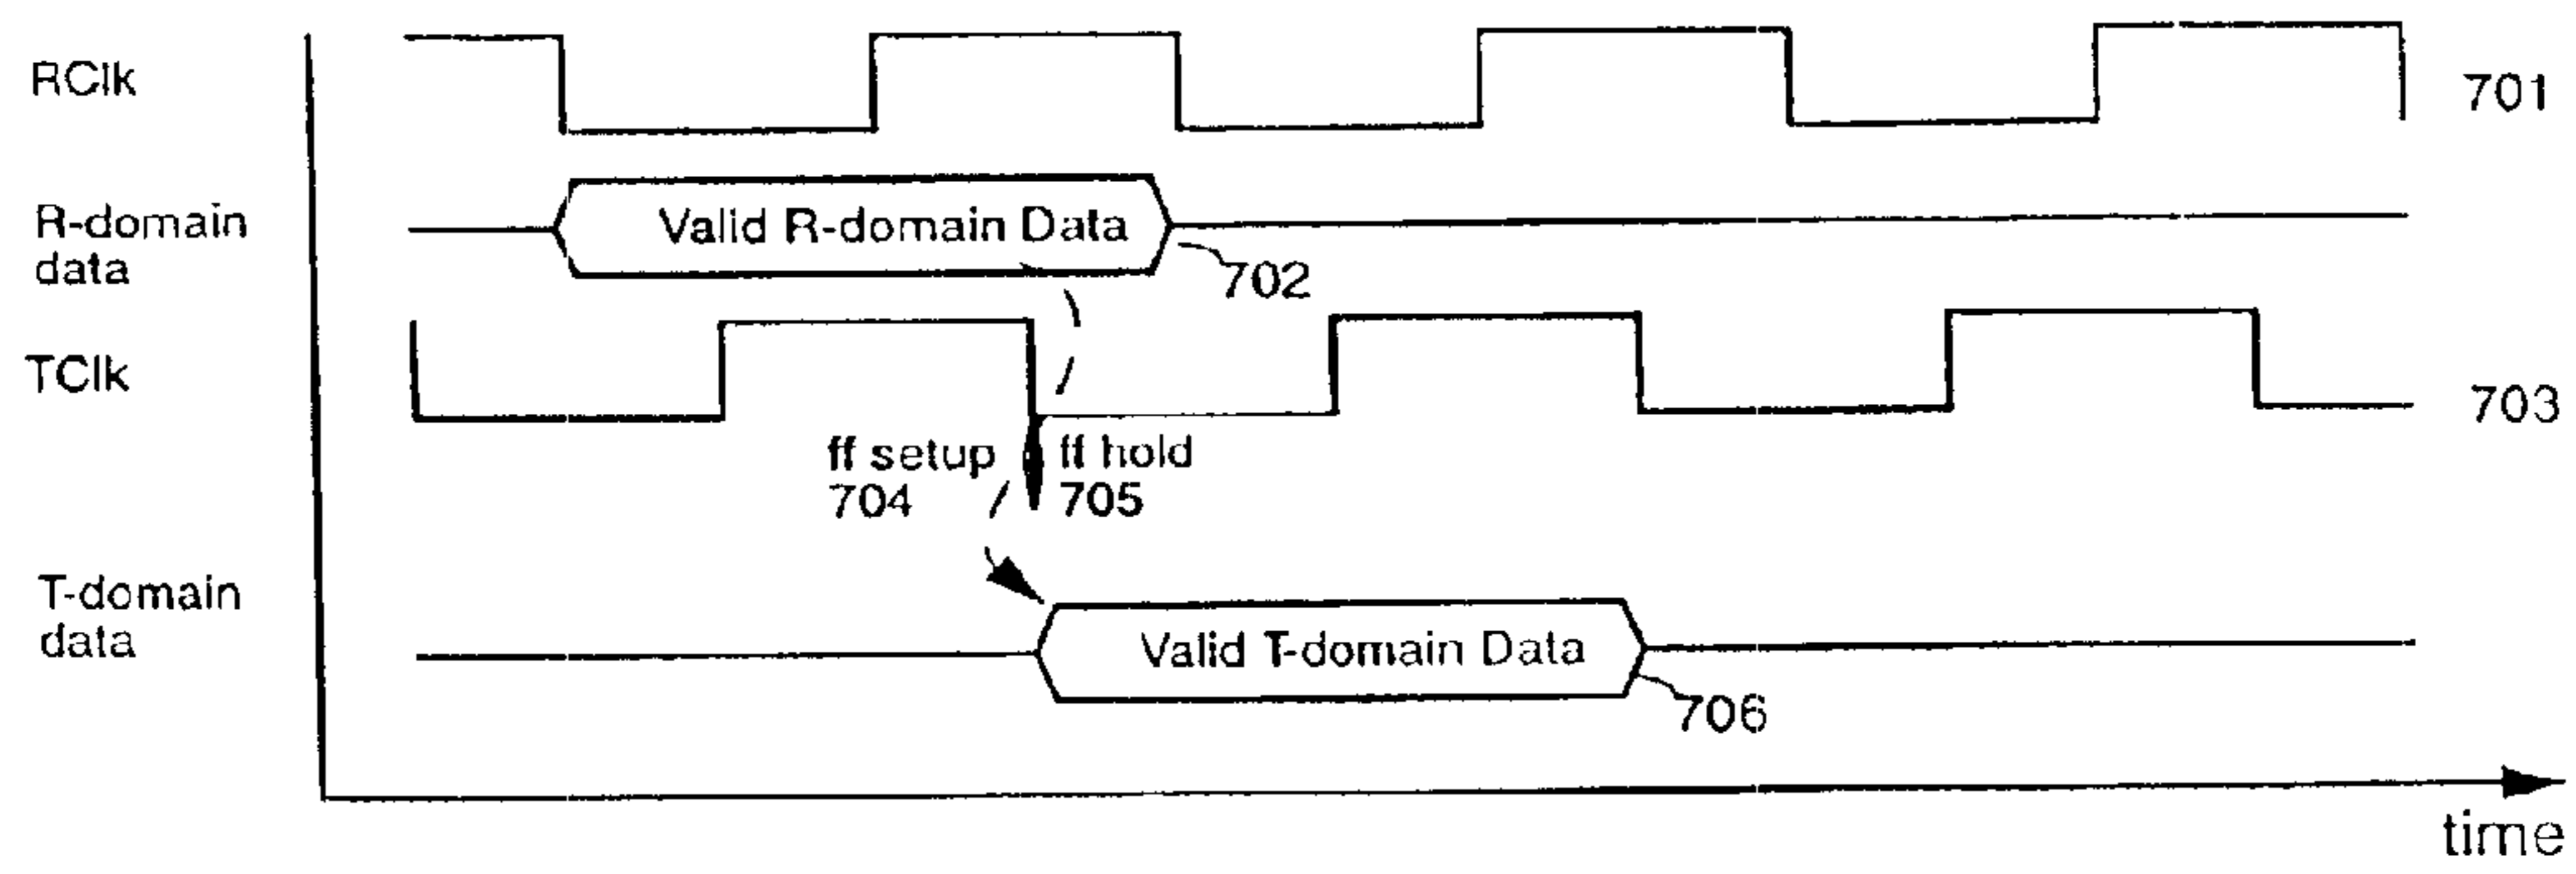 RClk
701
R-domain
data
Valid R-domain Data
702
TClk
703
ff setup
704
ff hold
705
T-domain
data
Valid T-domain Data
706
time